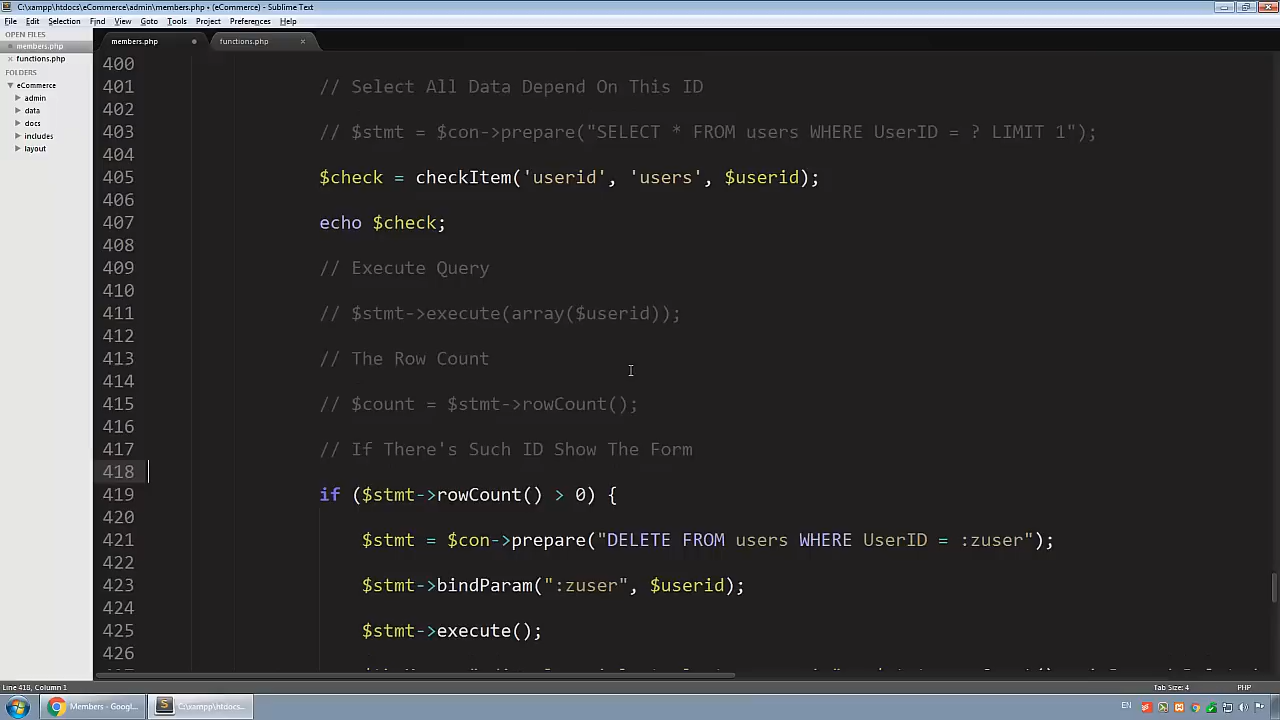 C:\xampp\htdocs\eCommerce\admin\members.php • (eCommerce) - Sublime Text
File Edit Selection Find View Goto Tools Project Preferences Help
OPEN FILES
members.php
functions.php
FOLDERS
eCommerce
admin
data
docs
includes
layout
members.php
functions.php
400
401 // Select All Data Depend On This ID
402
403 // $stmt = $con->prepare("SELECT * FROM users WHERE UserID = ? LIMIT 1");
404
405 $check = checkItem('userid', 'users', $userid);
406
407 echo $check;
408
409 // Execute Query
410
411 // $stmt->execute(array($userid));
412
413 // The Row Count
414
415 // $count = $stmt->rowCount();
416
417 // If There's Such ID Show The Form
418
419 if ($stmt->rowCount() > 0) {
420
421 $stmt = $con->prepare("DELETE FROM users WHERE UserID = :zuser");
422
423 $stmt->bindParam(":zuser", $userid);
424
425 $stmt->execute();
426
Line 418, Column 1
Tab Size: 4
PHP
Members - Googl...
C:\xampp\htdocs...
EN